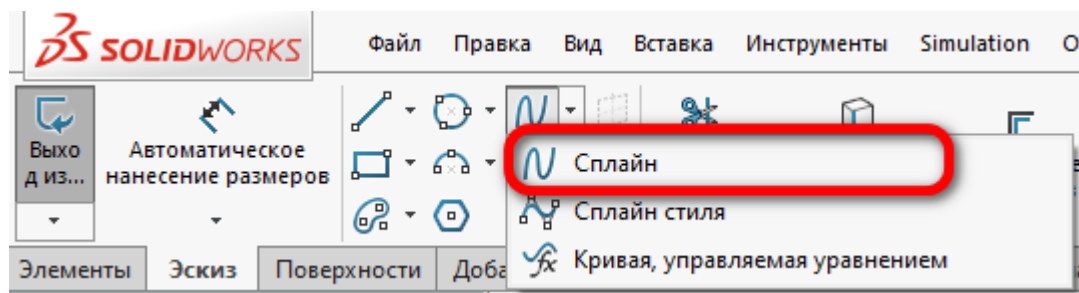 SOLIDWORKS Файл Правка Вид Вставка Инструменты Simulation
Выхо Автоматическое
д из... нанесение размеров
Сплайн
Сплайн стиля
fx Кривая, управляемая уравнением
Элементы Эскиз Поверхности Доба